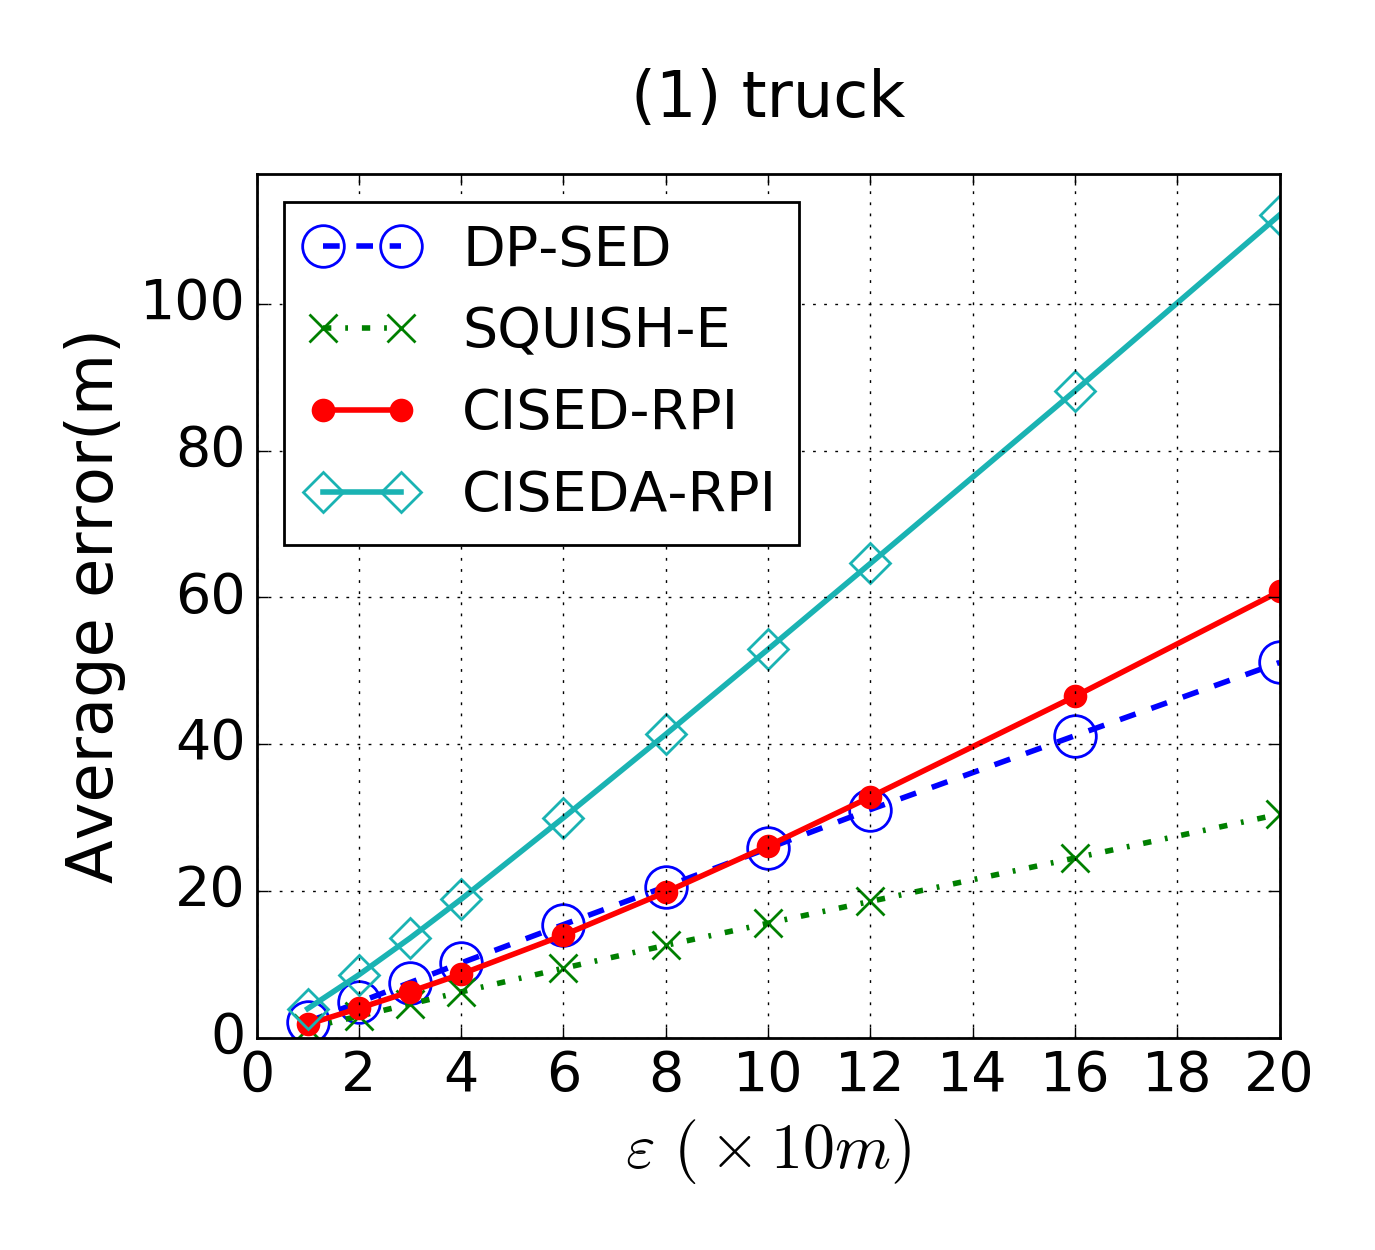 (1) truck
DP-SED
SQUISH-E
CISED-RPI
CISEDA-RPI
Average error(m)
100
80
60
40
20
0
0 2 4 6 8 10 12 14 16 18 20
ε (×10m)